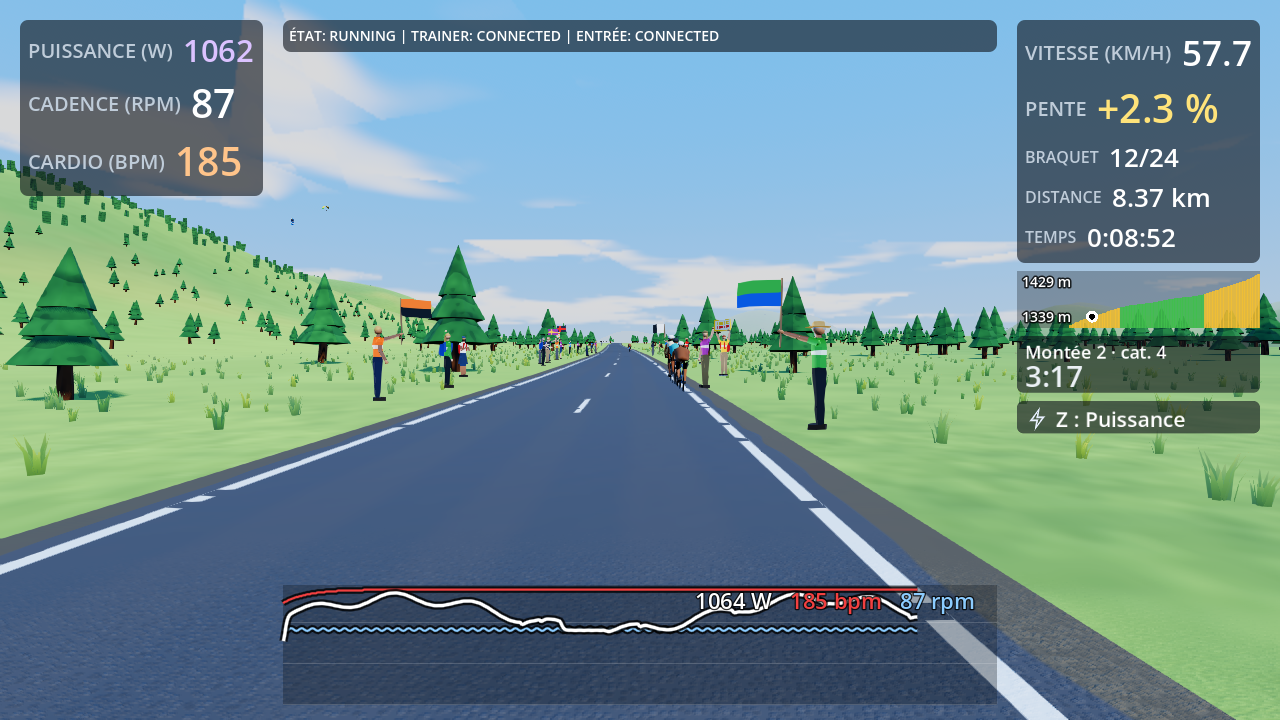 PUISSANCE (W) 1062
CADENCE (RPM) 87
CARDIO (BPM) 185
ÉTAT: RUNNING | TRAINER: CONNECTED | ENTRÉE: CONNECTED
VITESSE (KM/H) 57.7
PENTE +2.3 %
BRAQUET 12/24
DISTANCE 8.37 km
TEMPS 0:08:52
1429 m
1339 m
Montée 2 · cat. 4
3:17
Z : Puissance
1064 W 185 bpm 87 rpm